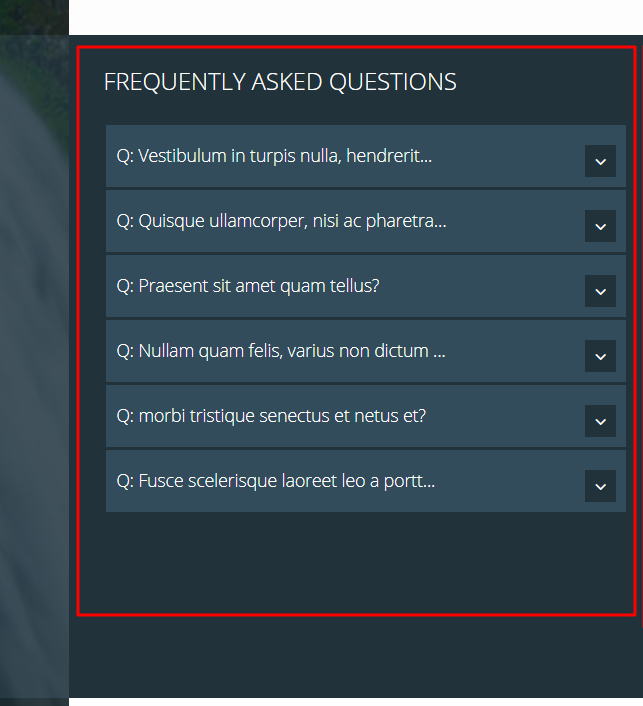 FREQUENTLY ASKED QUESTIONS
Q: Vestibulum in turpis nulla, hendrerit...
Q: Quisque ullamcorper, nisi ac pharetra...
Q: Praesent sit amet quam tellus?
Q: Nullam quam felis, varius non dictum ...
Q: morbi tristique senectus et netus et?
Q: Fusce scelerisque laoreet leo a portt...